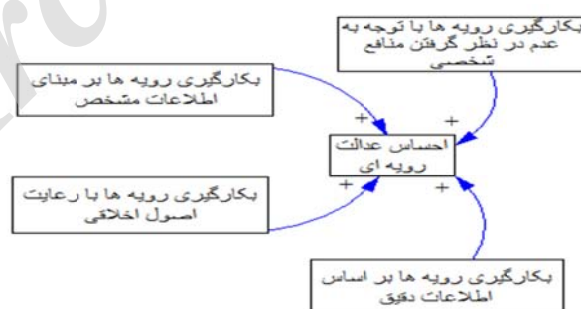 بکارگیری رویه ها با توجه به
عدم در نظر گرفتن منافع
شخصی
بکارگیری رویه ها بر مبنای
اطلاعات مشخص
+
+
احساس عدالت
رویه ای
+
+
بکارگیری رویه ها با رعایت
اصول اخلاقی
بکارگیری رویه ها بر اساس
اطلاعات دقیق